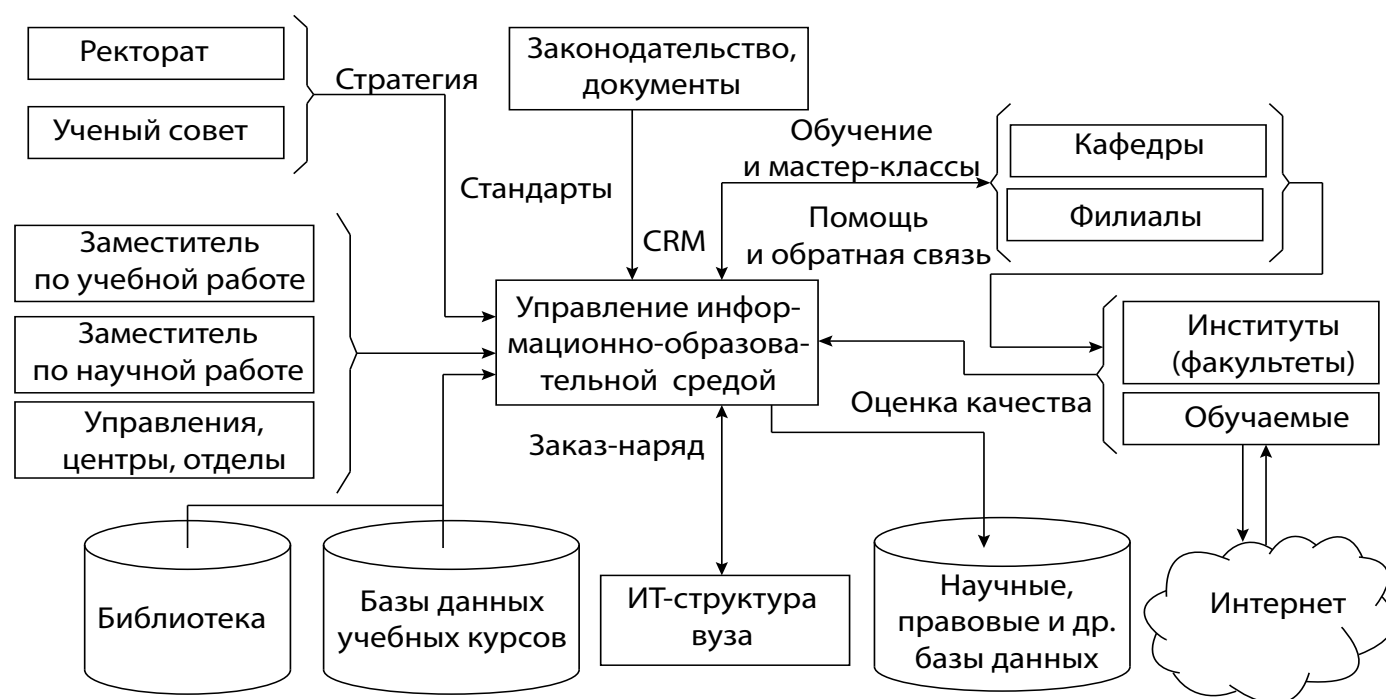 Ректорат
Ученый совет
Стратегия
Законодательство,
документы
Стандарты
CRM
Обучение
и мастер-классы
Помощь
и обратная связь
Кафедры
Филиалы
Заместитель
по учебной работе
Заместитель
по научной работе
Управления,
центры, отделы
Управление инфор-
мационно-образова-
тельной средой
Институты
(факультеты)
Обучаемые
Оценка качества
Заказ-наряд
Библиотека
Базы данных
учебных курсов
ИТ-структура
вуза
Научные,
правовые и др.
базы данных
Интернет